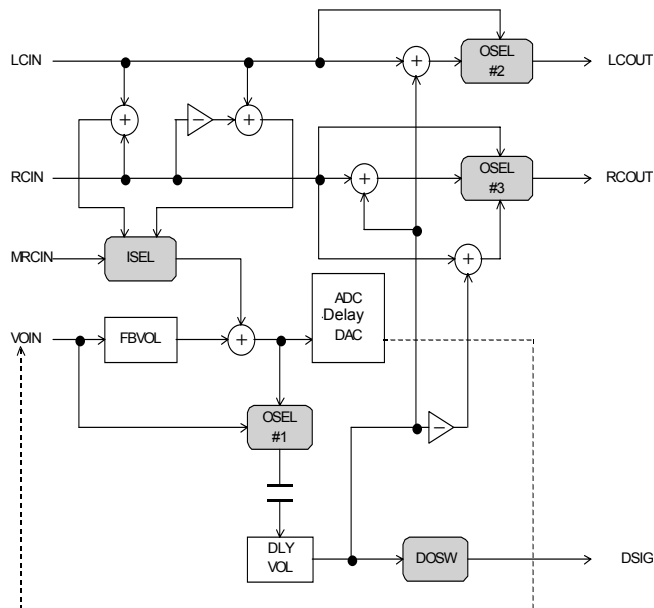 LCIN
OSEL
#2
LCOUT
+
+
−
+
RCIN
+
OSEL
#3
RCOUT
MRCIN
ISEL
+
ADC
Delay
DAC
VOIN
FBVOL
+
OSEL
#1
−
DLY
VOL
DOSW
DSIG